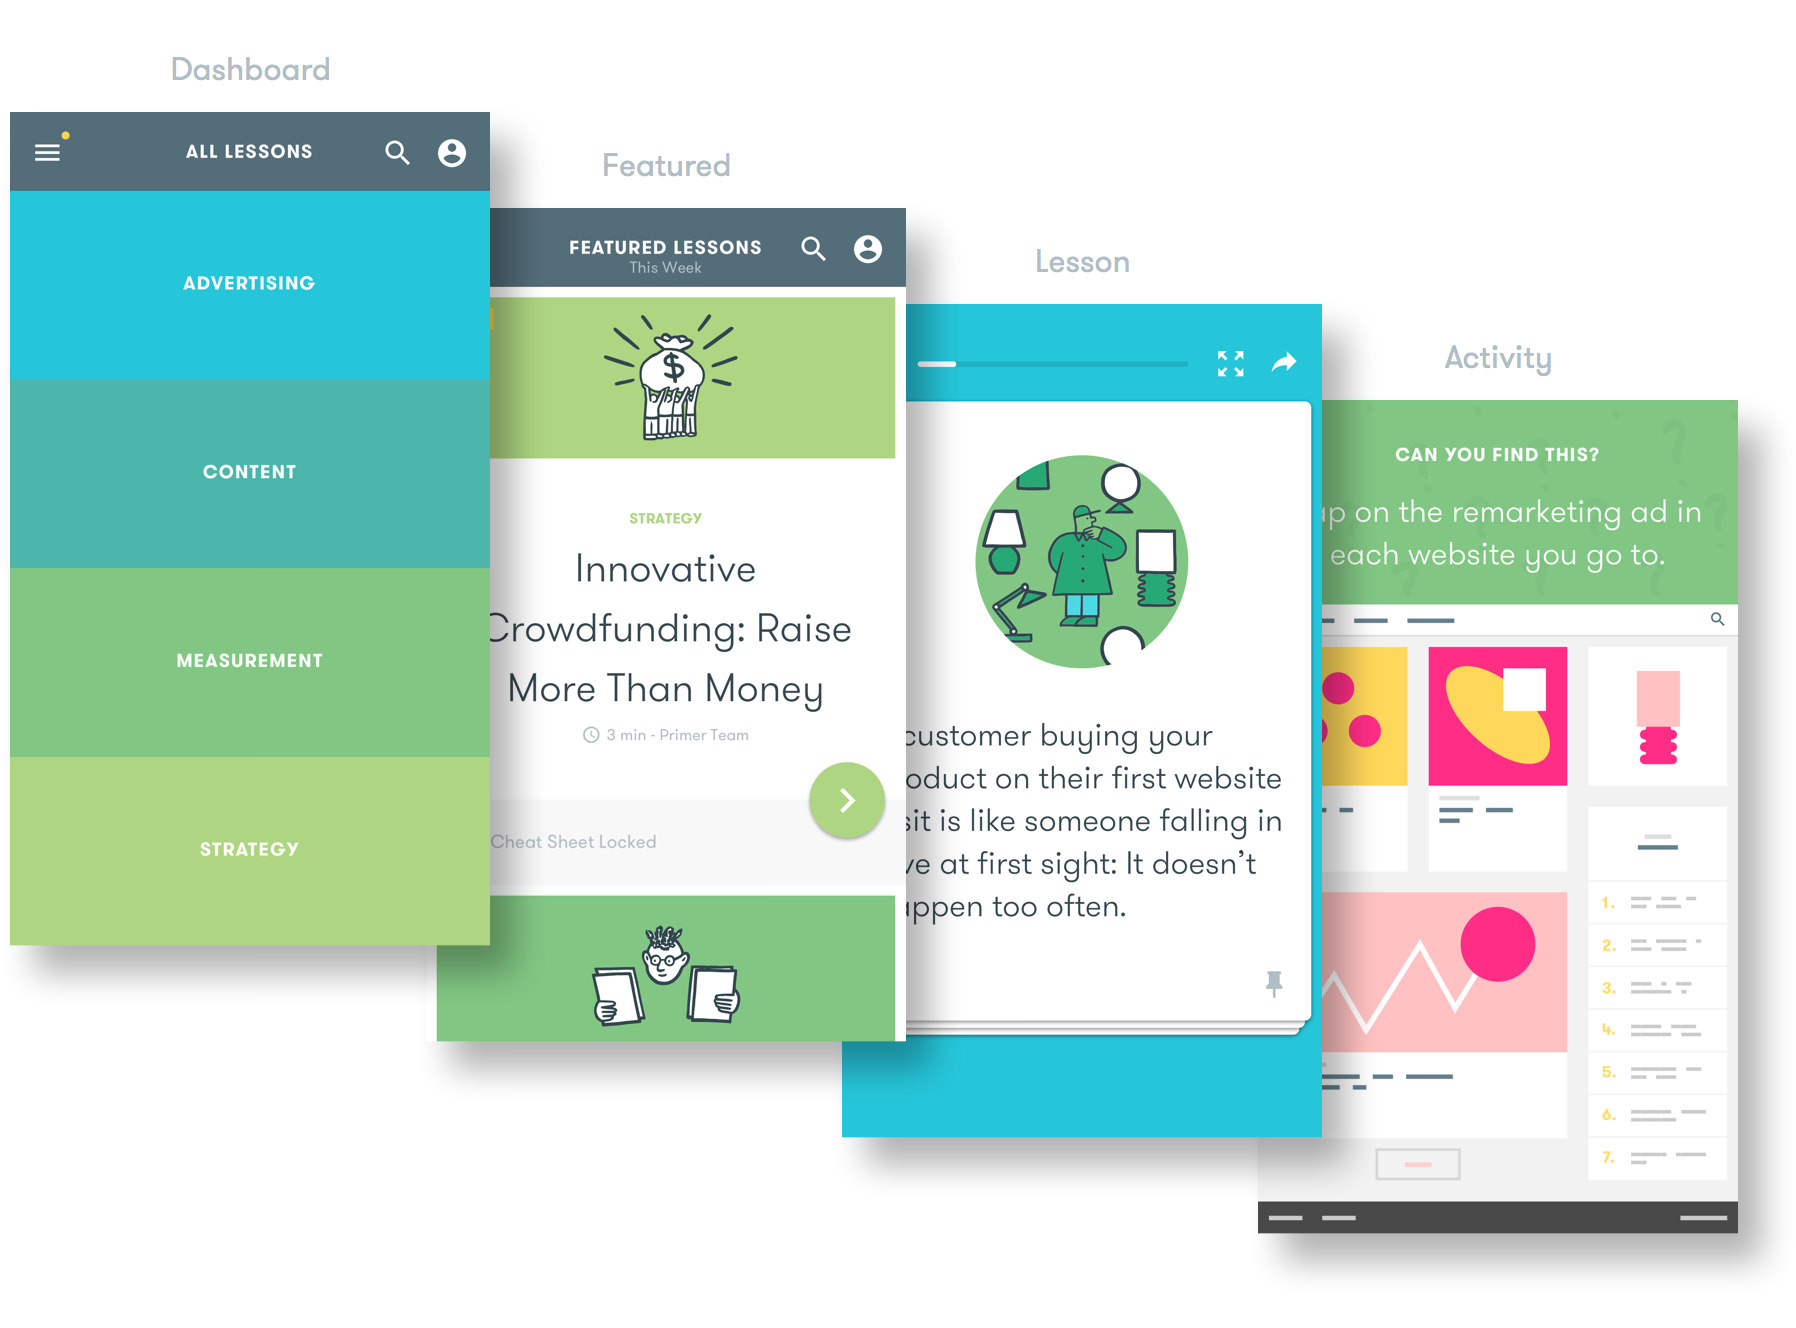 Dashboard
ALL LESSONS
ADVERTISING
CONTENT
MEASUREMENT
STRATEGY
Featured
FEATURED LESSONS
This Week
$
STRATEGY
Innovative
Crowdfunding: Raise
More Than Money
3 min - Primer Team
Cheat Sheet Locked
Lesson
customer buying your
oduct on their first website
sit is like someone falling in
ve at first sight: It doesn't
appen too often.
Activity
CAN YOU FIND THIS?
ap on the remarketing ad in
each website you go to.
1.
2.
3.
4.
5.
6.
7.